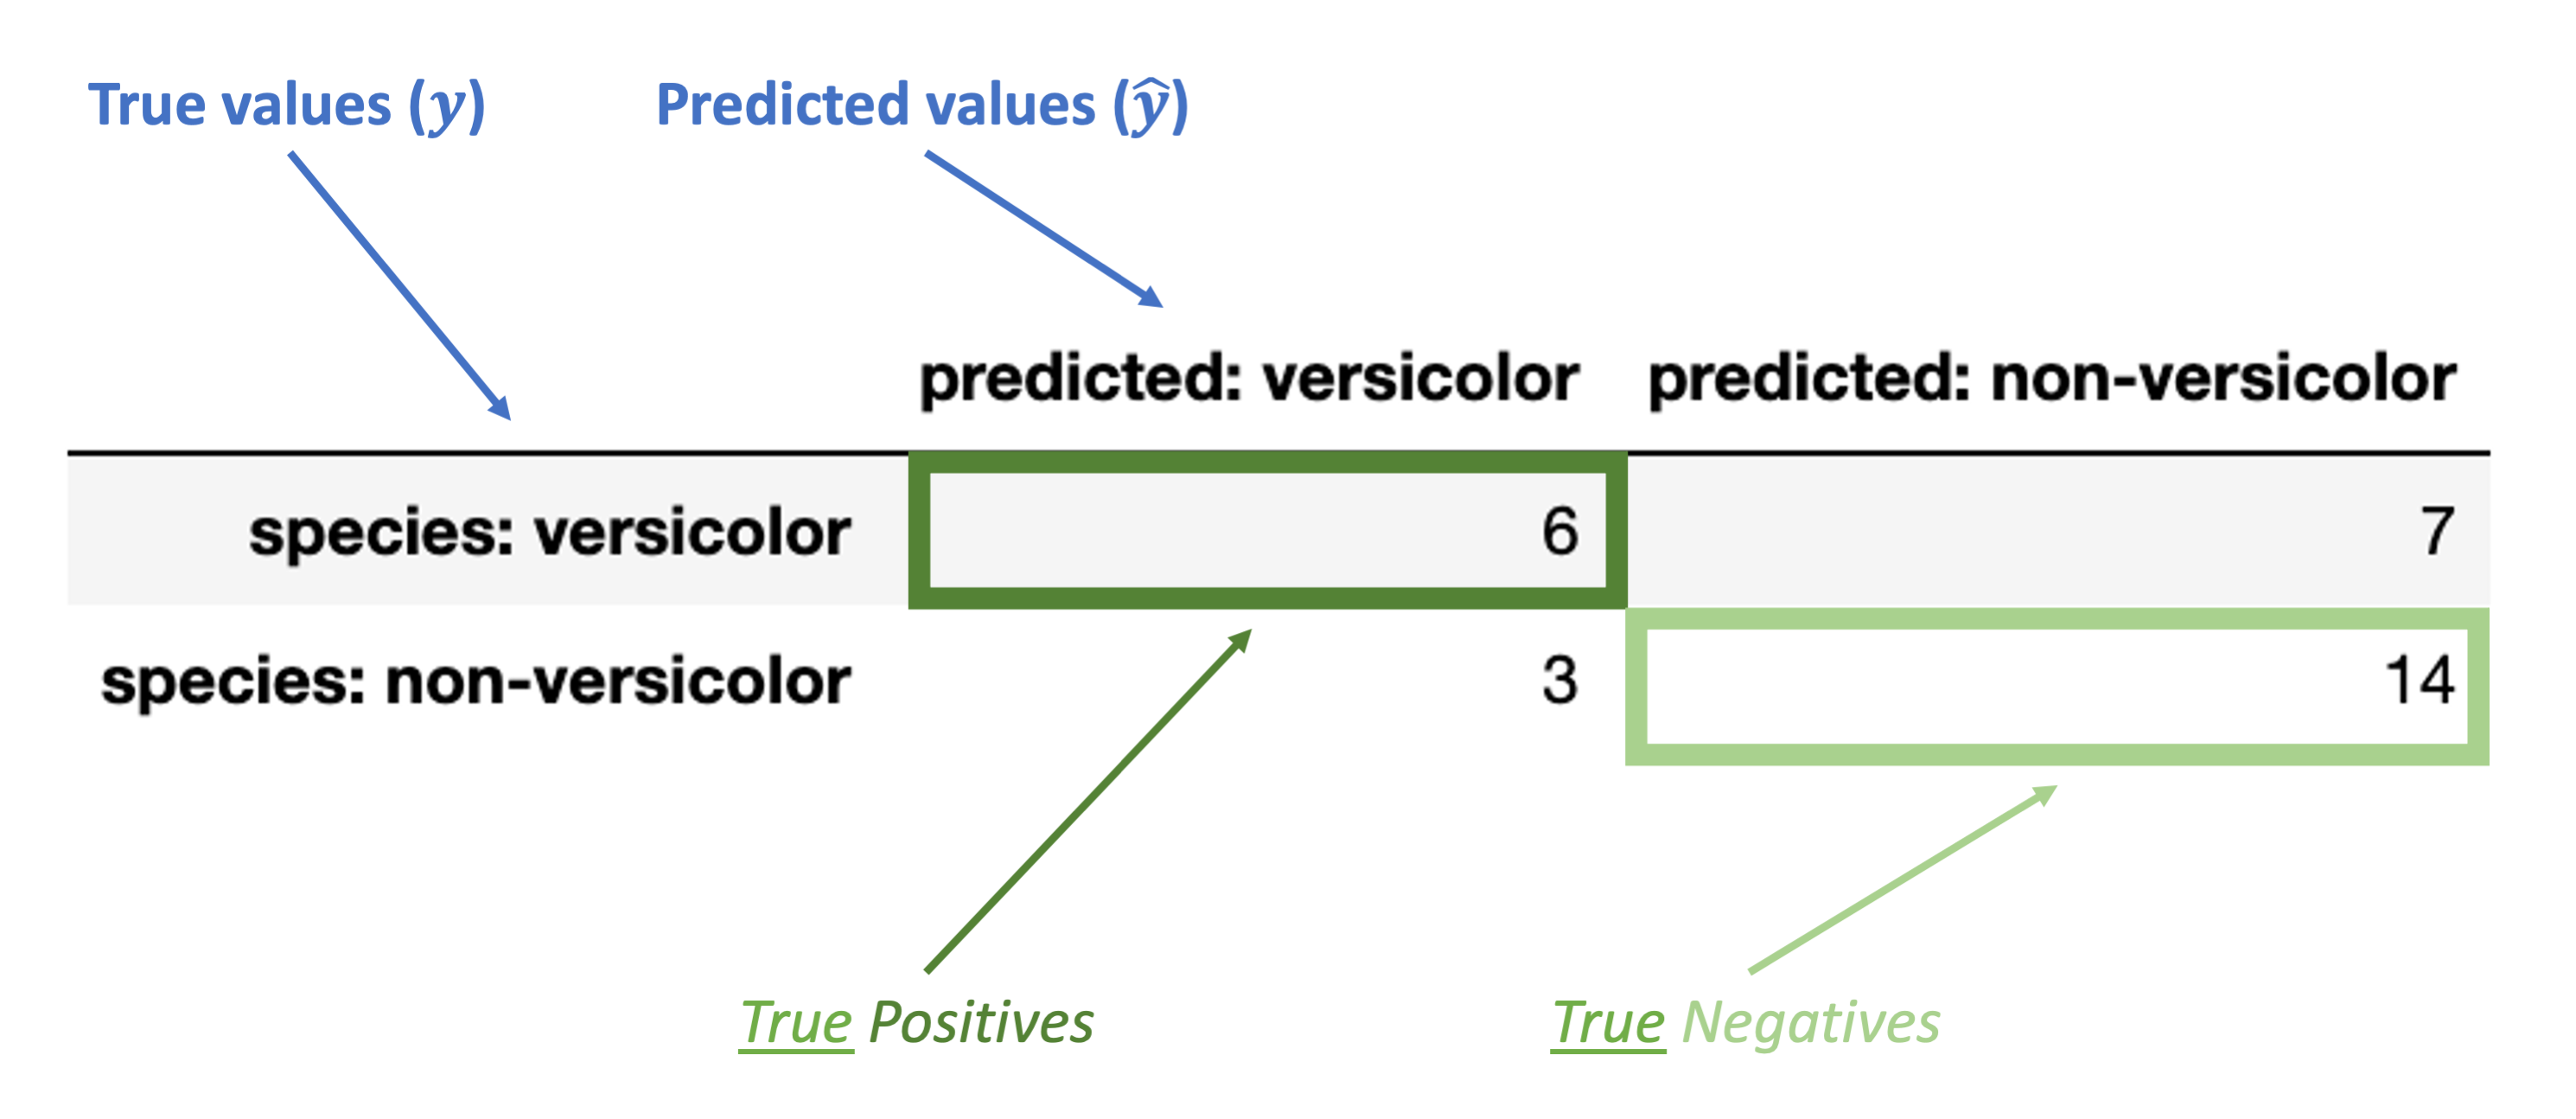 True values (y) Predicted values (ŷ)
predicted: versicolor predicted: non-versicolor
species: versicolor 6 7
species: non-versicolor 3 14
True Positives True Negatives